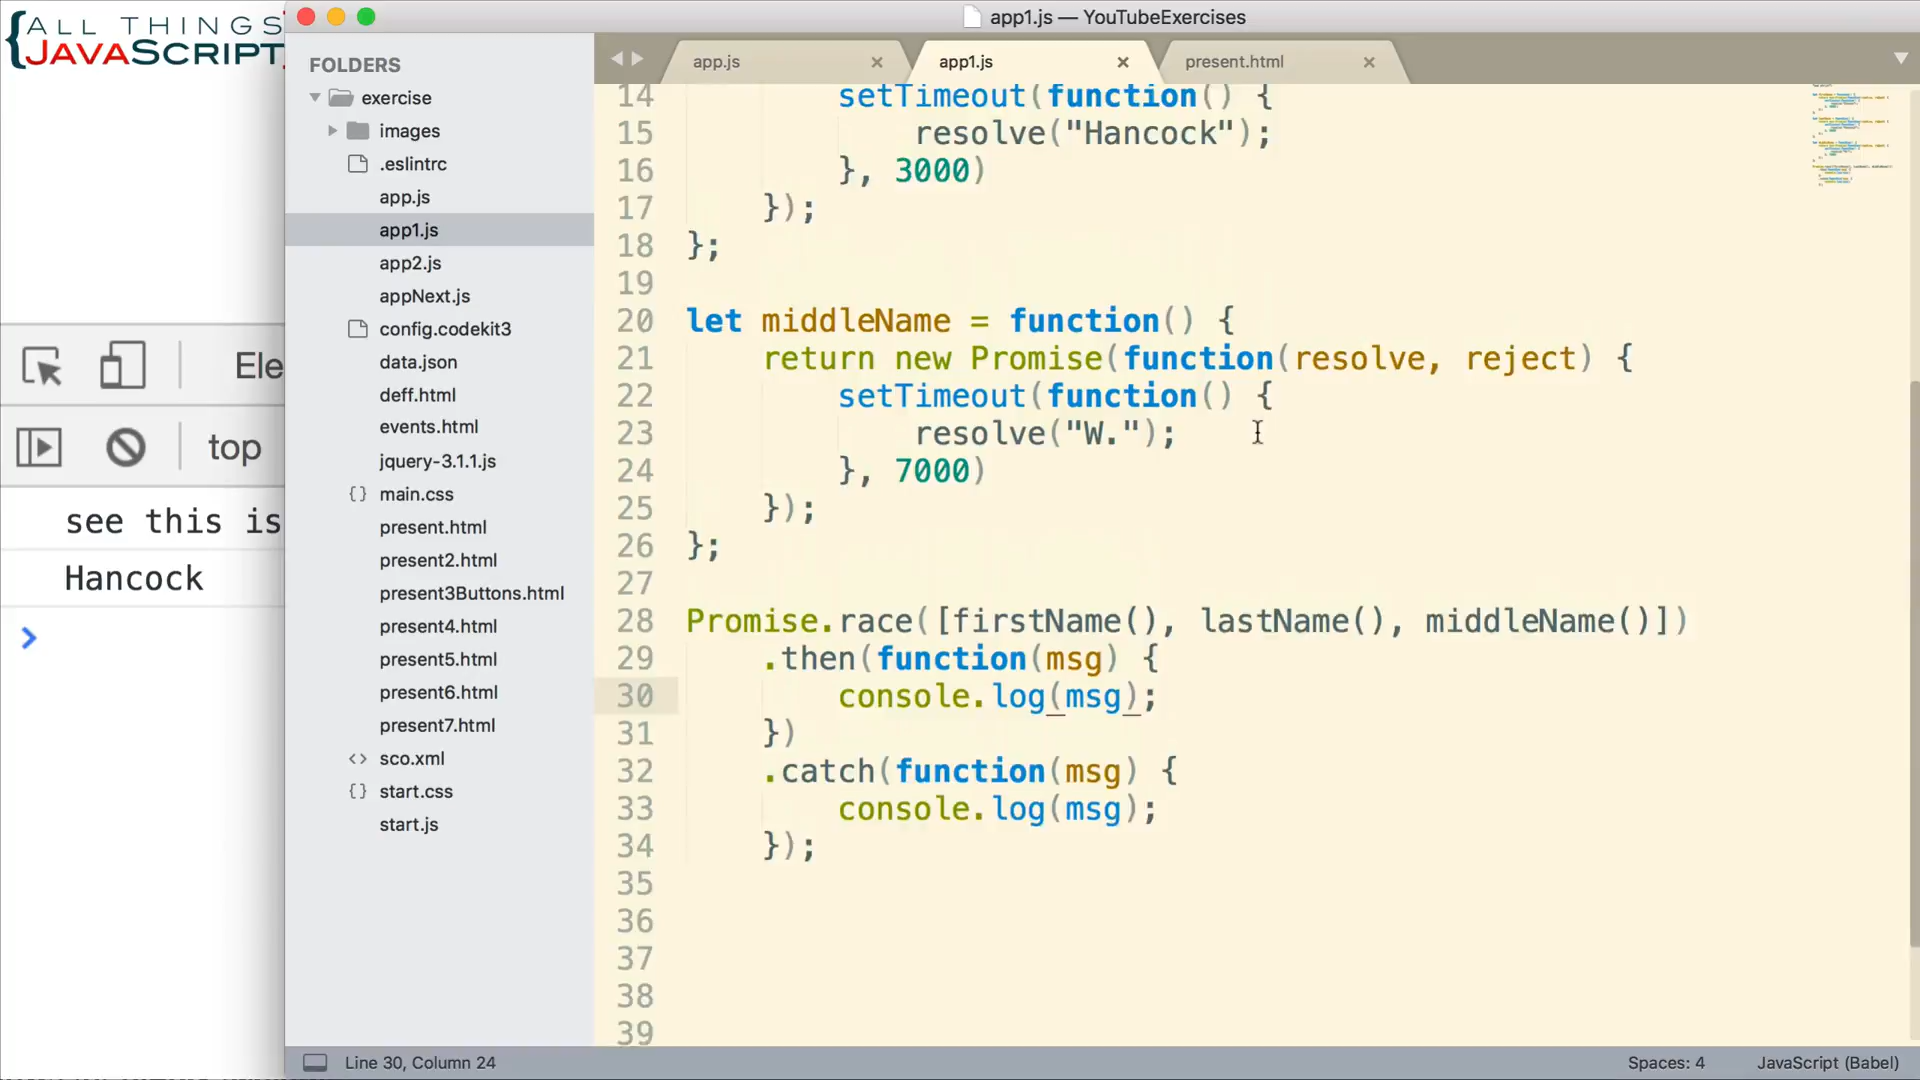 {ALL THINGS
JAVASCRIPT
Ele
top
see this is
Hancock
app1.js — YouTubeExercises
FOLDERS
exercise
images
.eslintrc
app.js
app1.js
app2.js
appNext.js
config.codekit3
data.json
deff.html
events.html
jquery-3.1.1.js
{} main.css
present.html
present2.html
present3Buttons.html
present4.html
present5.html
present6.html
present7.html
<> sco.xml
{} start.css
start.js
app.js × app1.js × present.html ×
14 setTimeout(function() {
15 resolve("Hancock");
16 }, 3000)
17 });
18 };
19
20 let middleName = function() {
21 return new Promise(function(resolve, reject) {
22 setTimeout(function() {
23 resolve("W.");
24 }, 7000)
25 });
26 };
27
28 Promise.race([firstName(), lastName(), middleName()])
29 .then(function(msg) {
30 console.log(msg);
31 })
32 .catch(function(msg) {
33 console.log(msg);
34 });
35
36
37
38
39
Line 30, Column 24
Spaces: 4
JavaScript (Babel)